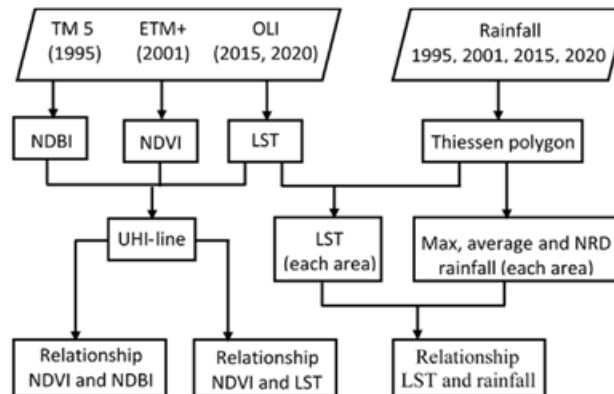 TM 5 ETM+ OLI
(1995) (2001) (2015, 2020)
Rainfall
1995, 2001, 2015, 2020
NDBI
NDVI
LST
Thiessen polygon
UHI-line
LST
(each area)
Max, average and NRD
rainfall (each area)
Relationship
NDVI and NDBI
Relationship
NDVI and LST
Relationship
LST and rainfall